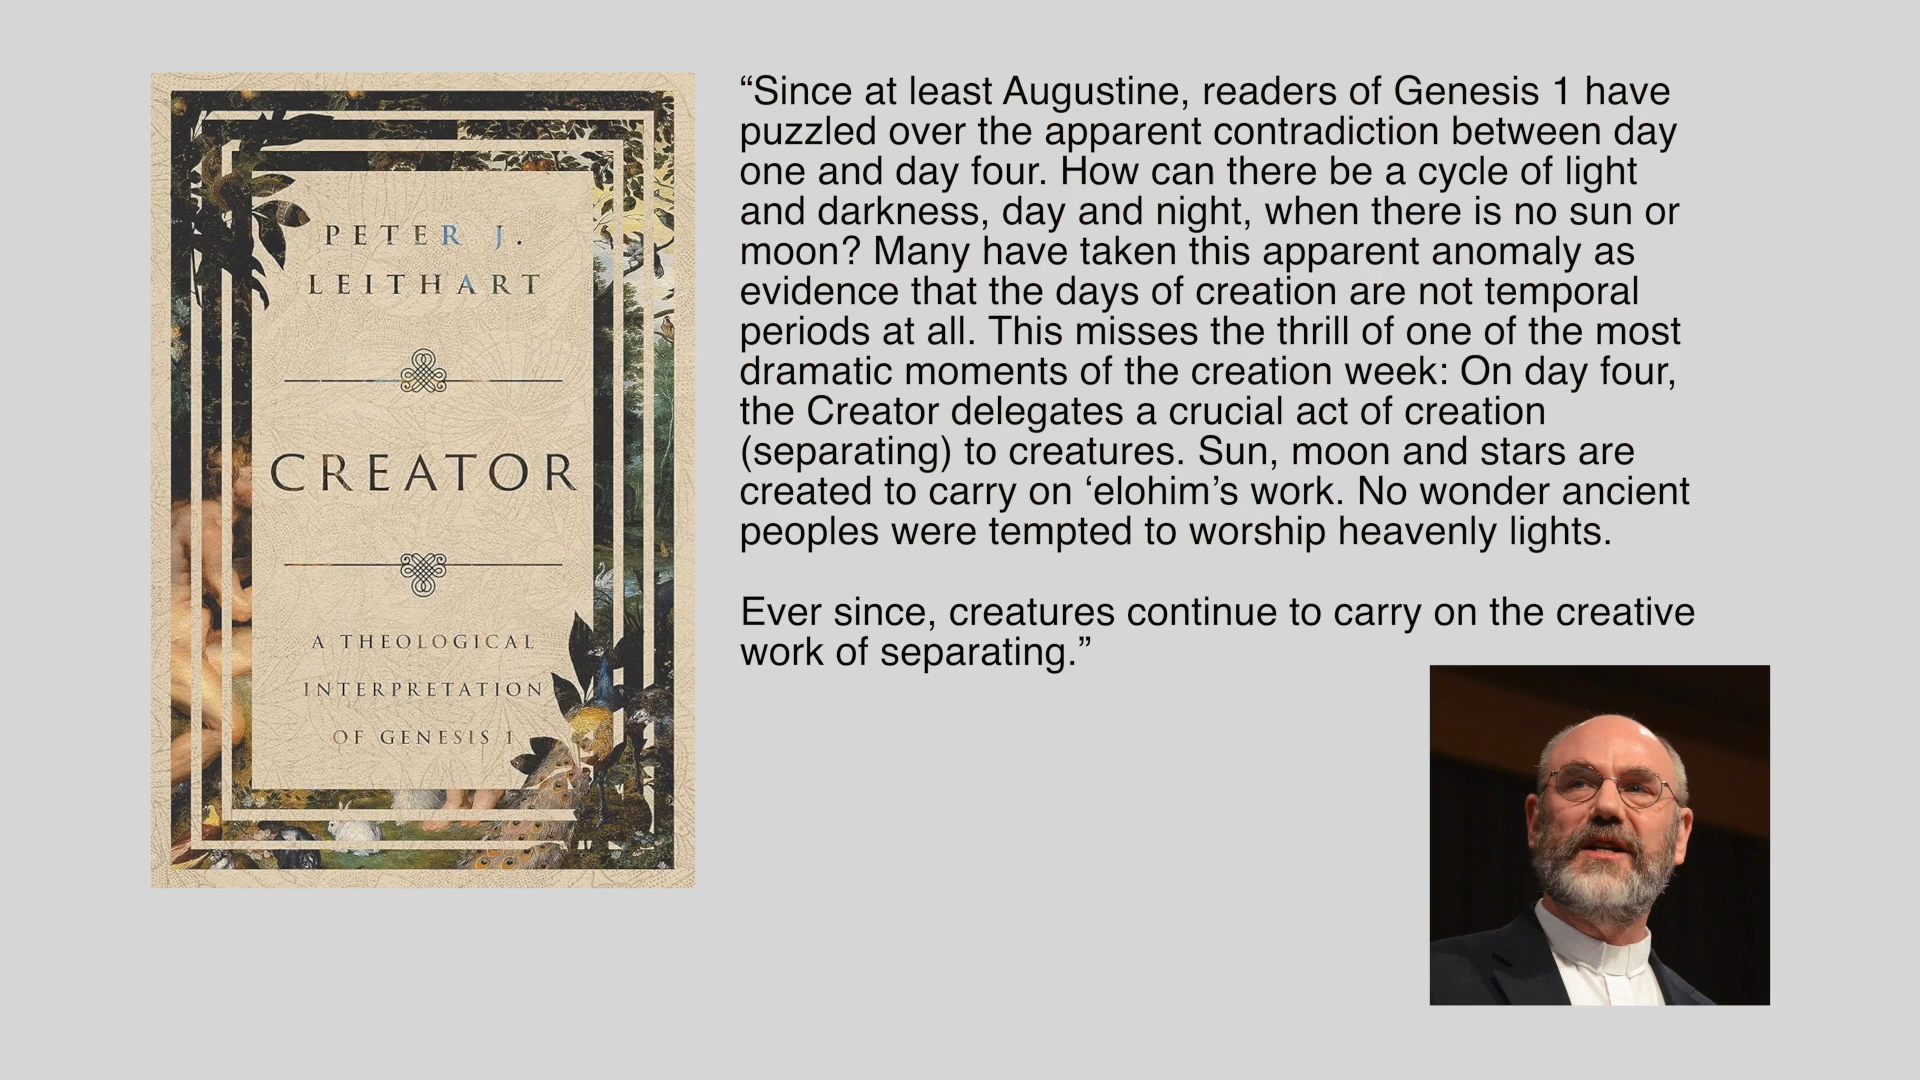 PETER J.
LEITHART
CREATOR
A THEOLOGICAL
INTERPRETATION
OF GENESIS 1
“Since at least Augustine, readers of Genesis 1 have
puzzled over the apparent contradiction between day
one and day four. How can there be a cycle of light
and darkness, day and night, when there is no sun or
moon? Many have taken this apparent anomaly as
evidence that the days of creation are not temporal
periods at all. This misses the thrill of one of the most
dramatic moments of the creation week: On day four,
the Creator delegates a crucial act of creation
(separating) to creatures. Sun, moon and stars are
created to carry on ‘elohim’s work. No wonder ancient
peoples were tempted to worship heavenly lights.
Ever since, creatures continue to carry on the creative
work of separating.”